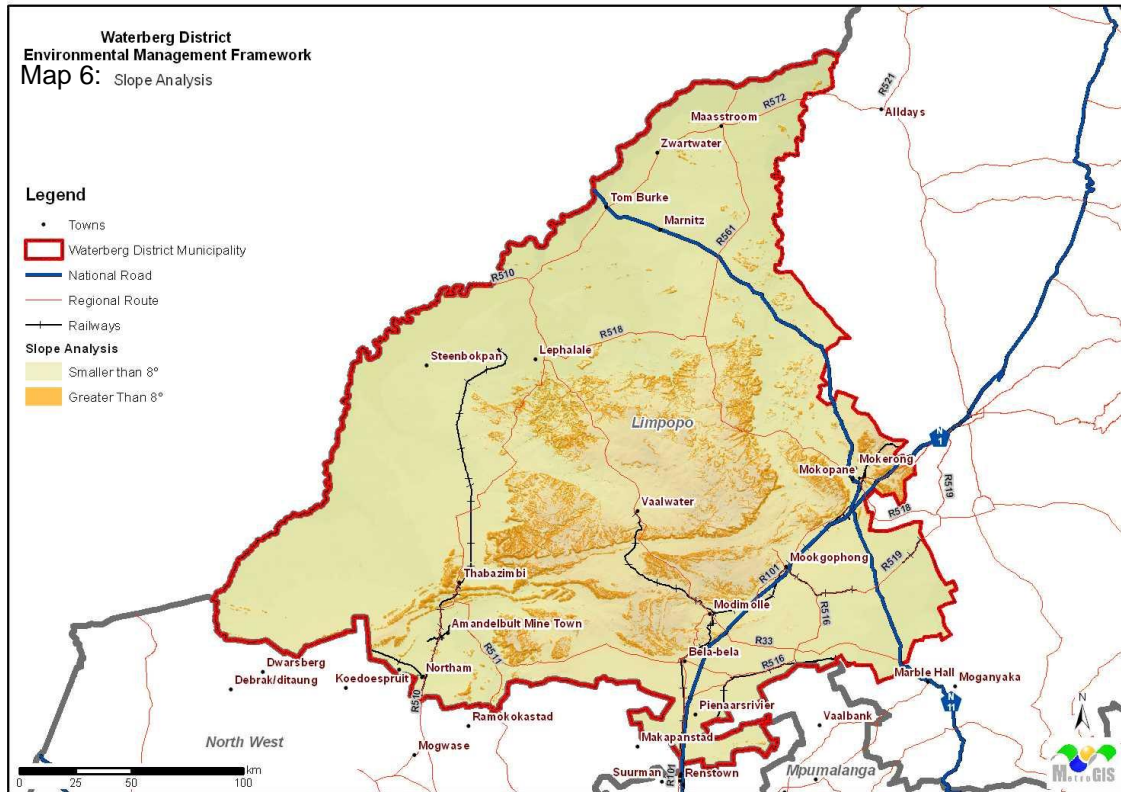 Waterberg District
Environmental Management Framework
Map 6: Slope Analysis
Legend
Towns
Waterberg District Municipality
National Road
Regional Route
Railways
Slope Analysis
Smaller than 8°
Greater Than 8°
R521
Alldays
R572
Maasstroom
Zwartwater
Tom Burke
Marnitz
R561
R510
R518
Steenbokpan
Lephalale
Limpopo
N
1
Mokerong
Mokopane
R519
R518
Vaalwater
Mookgophong
R101
R519
Thabazimbi
Modimolle
R516
Amandelbult Mine Town
R33
R511
Bela-bela
R516
Dwarsberg
Debrak/ditaung
Koedoespruit
Northam
Marble Hall
Moganyaka
R510
Pienaarsrivier
N
11
N
Ramokokastad
Vaalbank
North West
Mogwase
Makapanstad
Mpumalanga
Suurman
R101
Renstown
km
0 25 50 100
MetroGIS